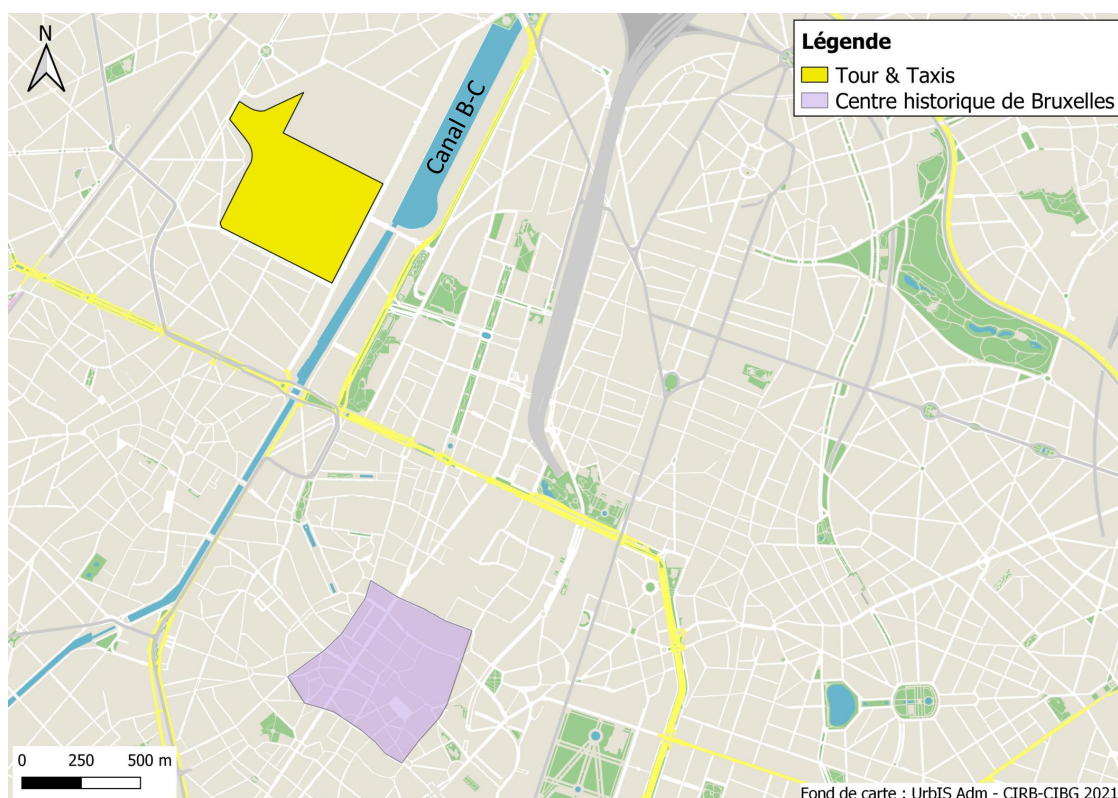 N
Canal B-C
Légende
Tour & Taxis
Centre historique de Bruxelles
0 250 500 m
Fond de carte : UrbIS Adm - CIRB-CIBG 2021